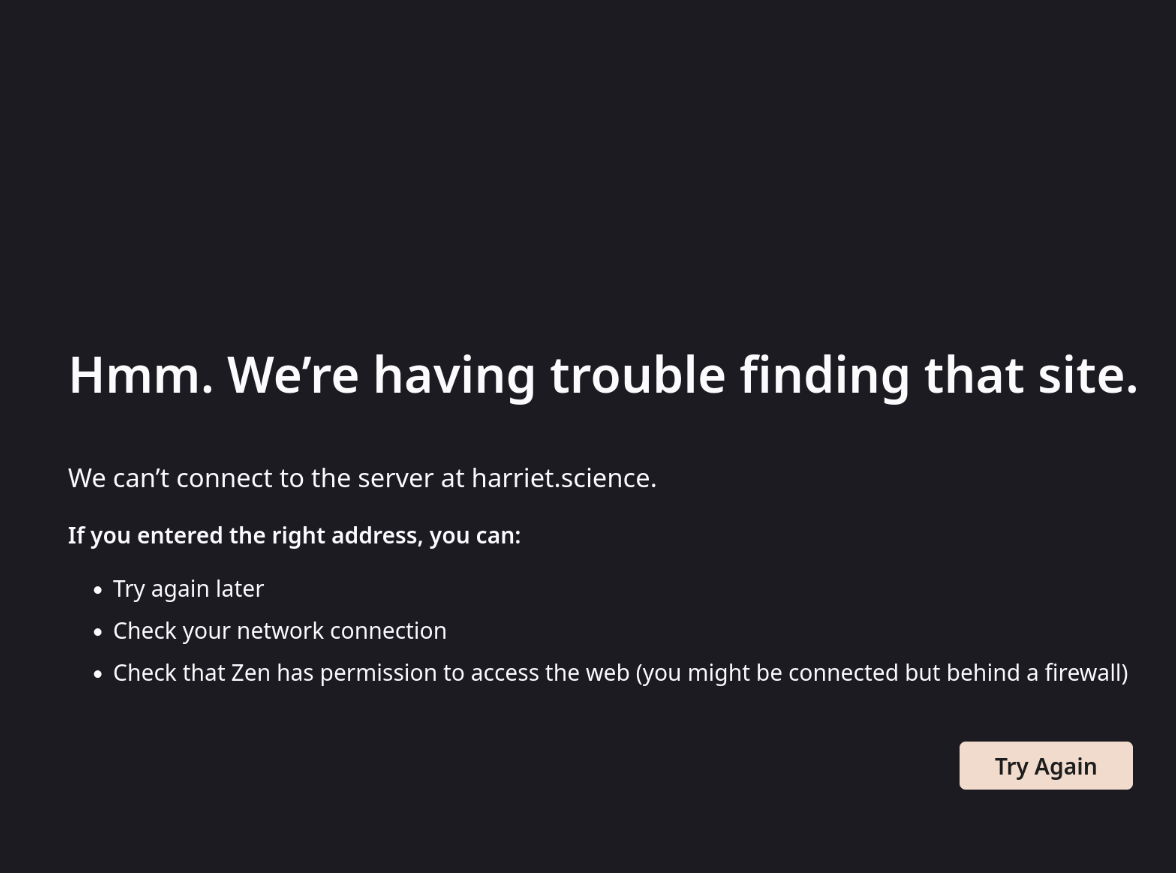 Hmm. We’re having trouble finding that site.
We can’t connect to the server at harriet.science.
If you entered the right address, you can:
• Try again later
• Check your network connection
• Check that Zen has permission to access the web (you might be connected but behind a firewall)
Try Again